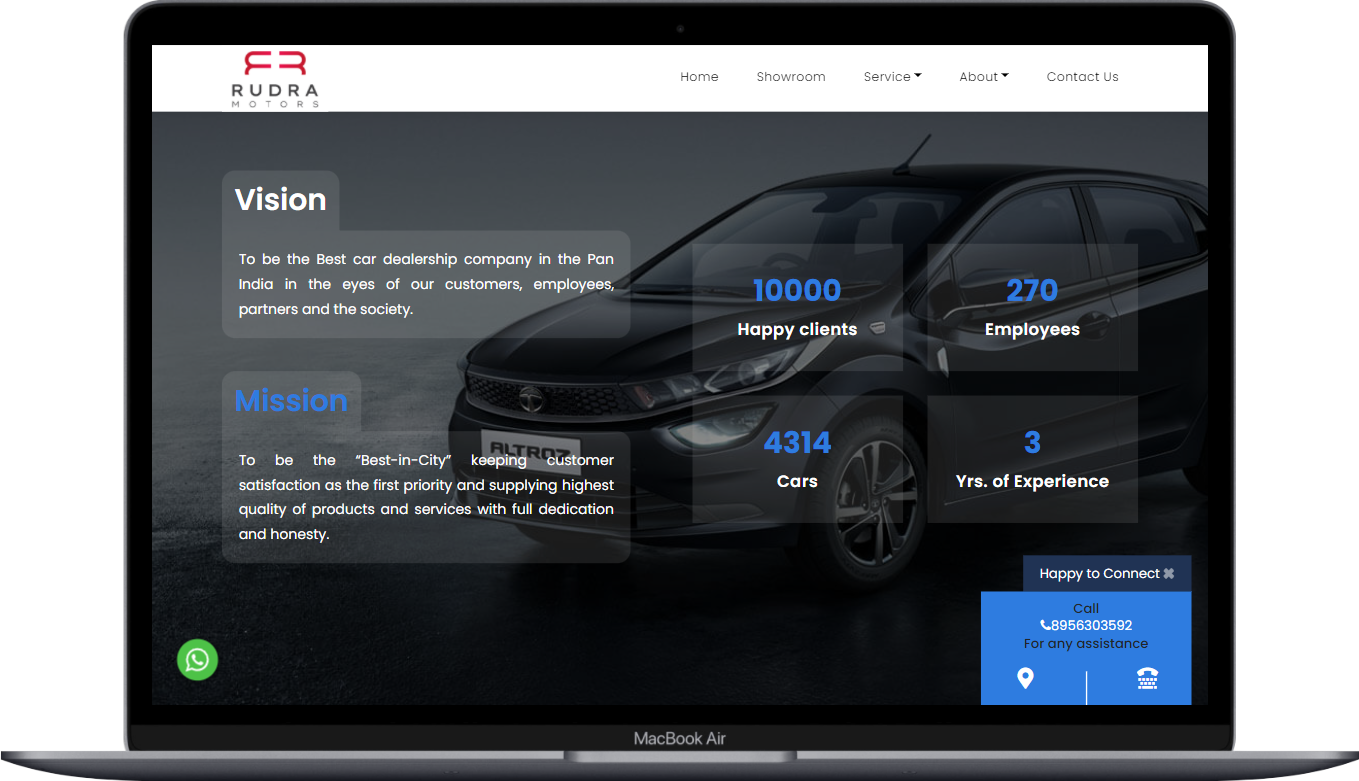 RUDRA
MOTORS
Home Showroom Service About Contact Us
Vision
To be the Best car dealership company in the Pan
India in the eyes of our customers, employees,
partners and the society.
Mission
To be the “Best-in-City” keeping customer
satisfaction as the first priority and supplying highest
quality of products and services with full dedication
and honesty.
ALTROZ
10000
Happy clients
270
Employees
4314
Cars
3
Yrs. of Experience
Happy to Connect ✖
Call
8956303592
For any assistance
MacBook Air